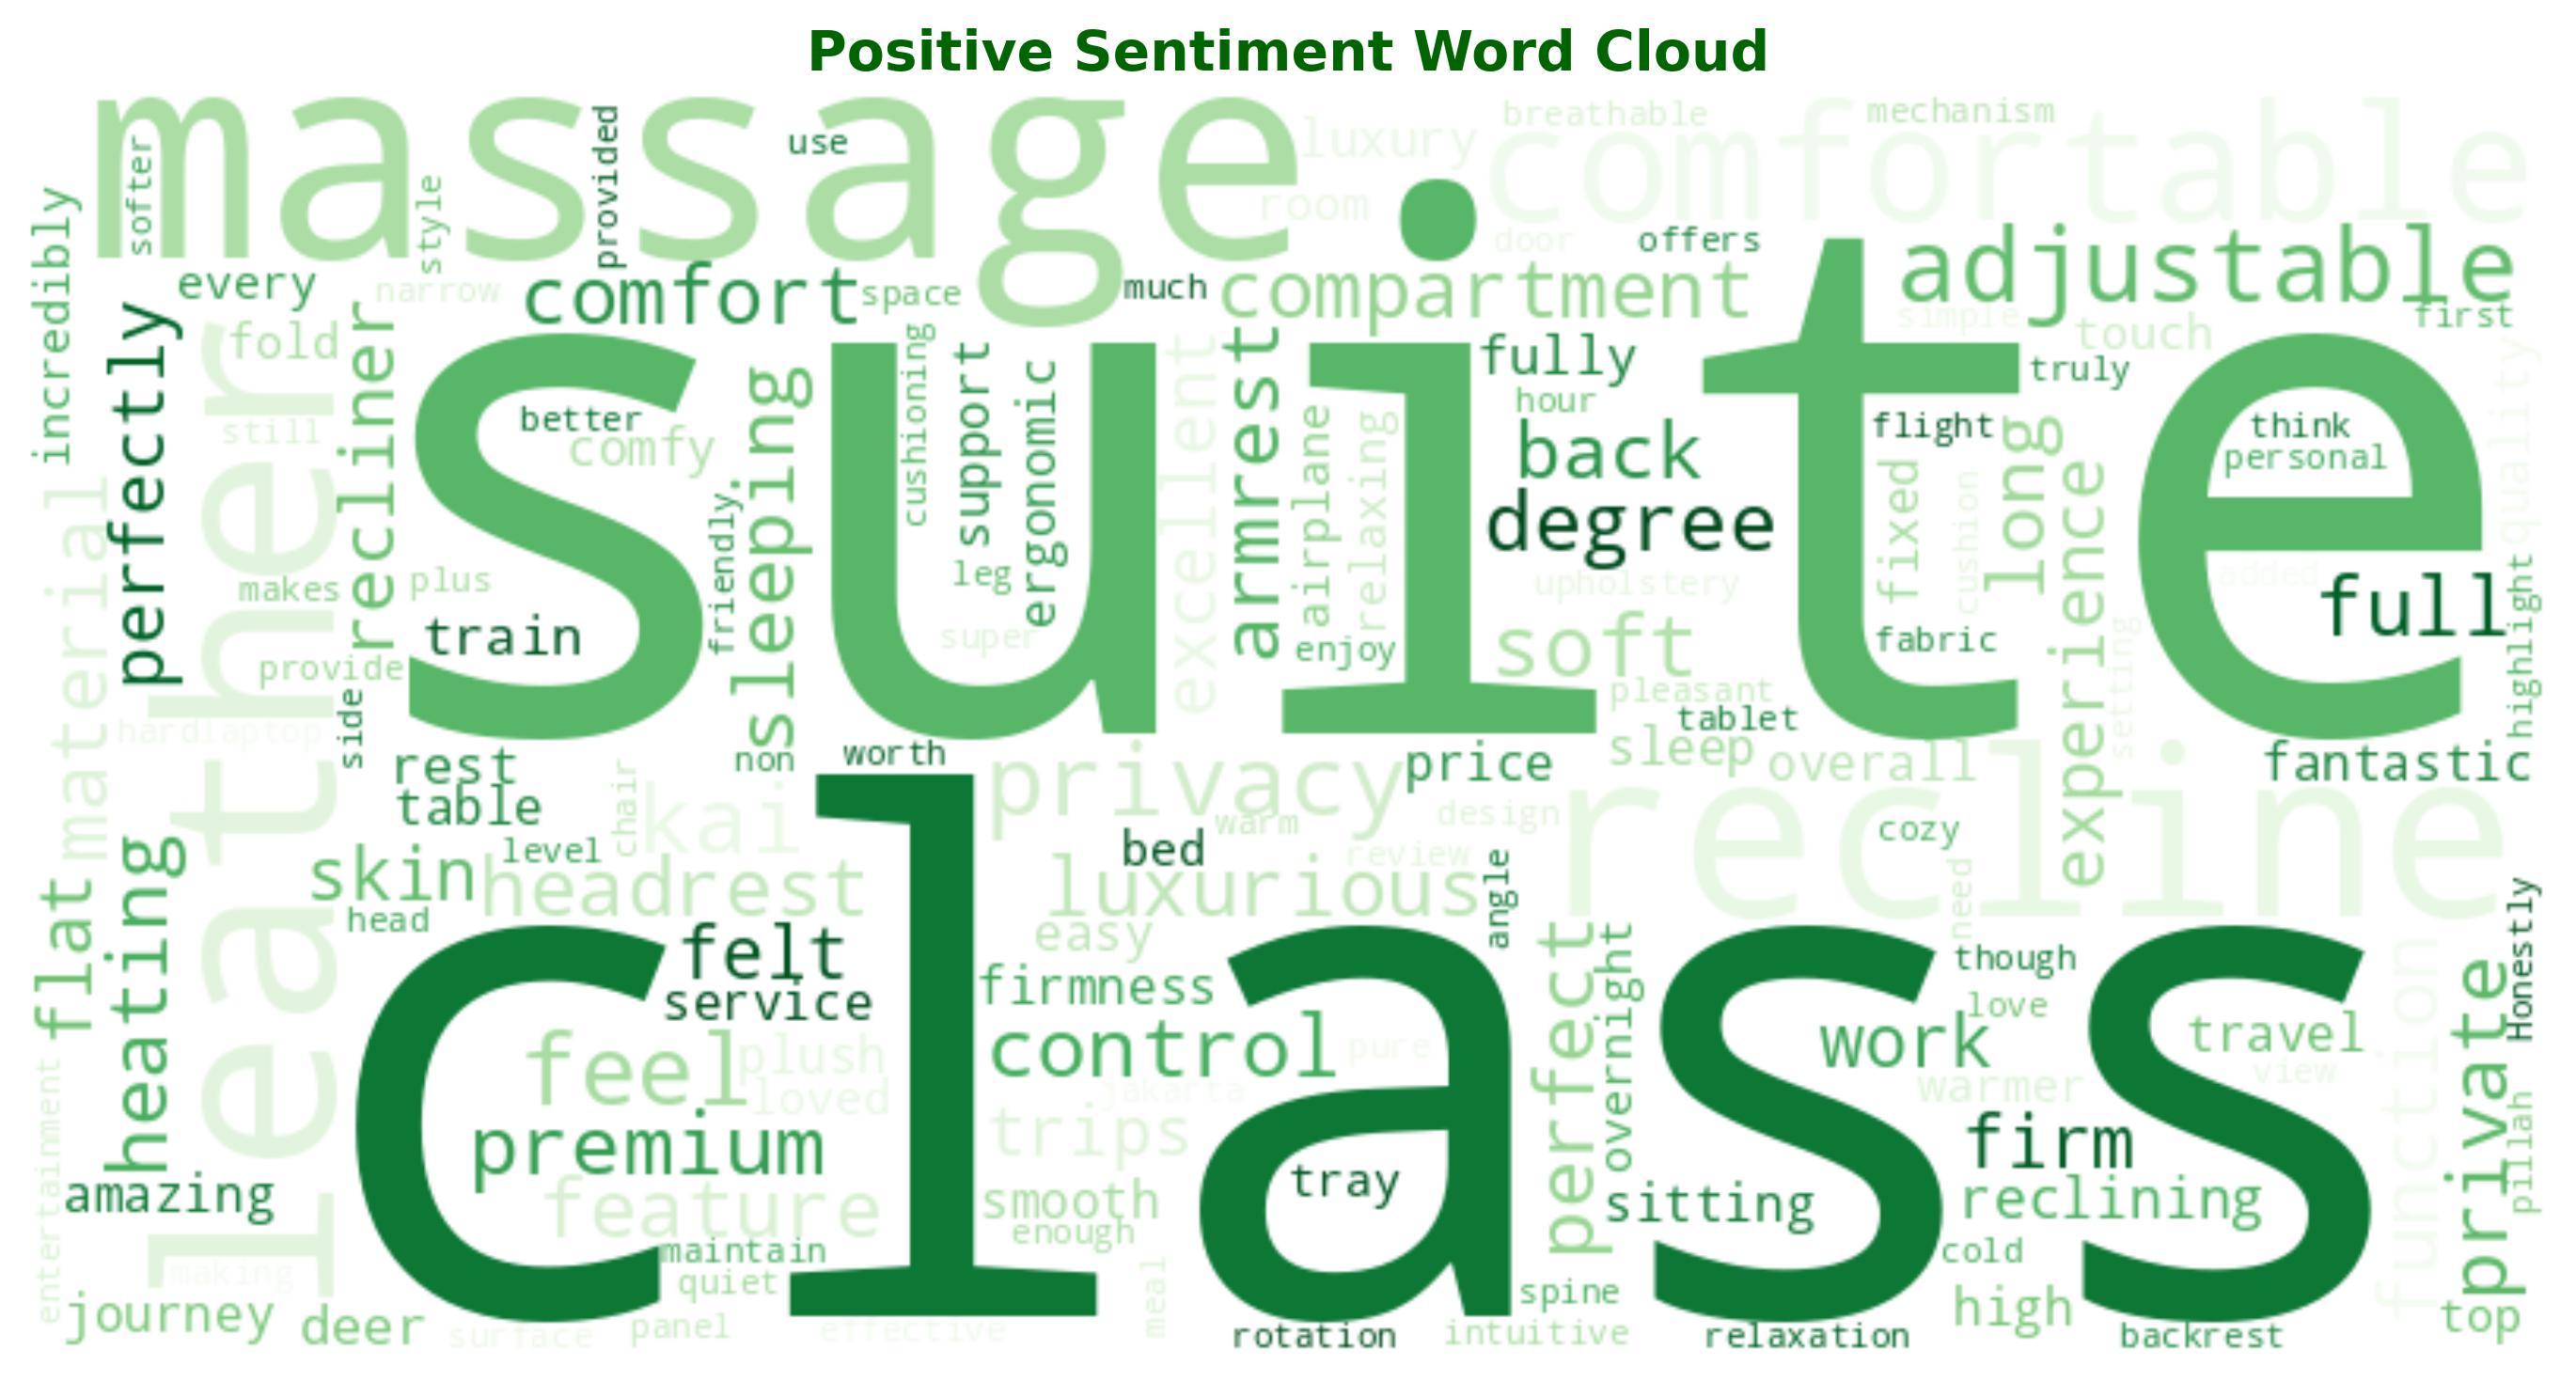 Positive Sentiment Word Cloud
massage
comfortable
luxury
breathable
mechanism
room
door
offers
use
provided
softer
style
incredibly
every
narrow
comfort
space
much
compartment
adjustable
simple
touch
first
perfectly
fold
still
recliner
leather
material
suite
better
comfy
sleeping
cushioning
support
ergonomic
leg
super
excellent
armrest
airplane
relaxing
enjoy
fully
hour
back
degree
upholstery
soft
pleasant
tablet
truly
flight
fixed
cushion
fabric
long
experience
setting
think
personal
added
full
quality
highlight
makes
plus
train
provide
side
friendly
hard
laptop
rest
table
non
worth
privacy
price
sleep
overall
recline
fantastic
chair
kai
warm
design
bed
review
cozy
need
skin
level
headrest
head
luxurious
angle
easy
flat
heating
felt
service
firmness
control
perfect
overnight
though
love
work
travel
view
function
private
Honestly
pillah
feel
plush
loved
premium
class
pure
jakarta
trips
warmer
firm
reclining
feature
smooth
enough
tray
sitting
cold
high
amazing
entertainment
making
maintain
quiet
meal
spine
journey
deer
surface
panel
effective
rotation
intuitive
relaxation
backrest
top